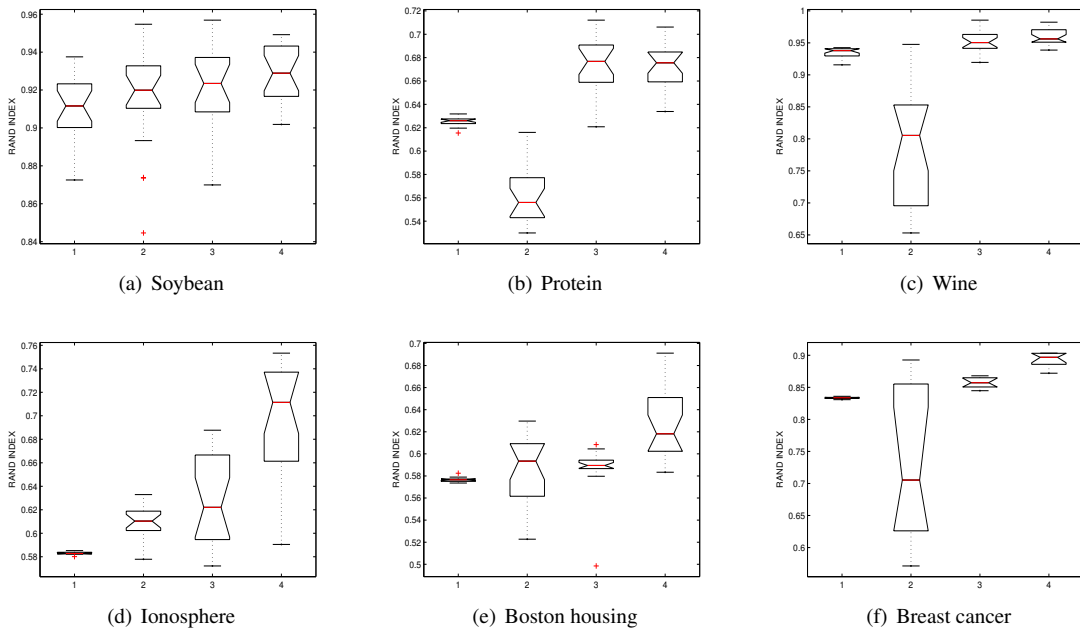 0.96
0.94
0.92
0.9
0.88
0.86
0.84
RAND INDEX
1 2 3 4
(a) Soybean
0.72
0.7
0.68
0.66
0.64
0.62
0.6
0.58
0.56
0.54
RAND INDEX
1 2 3 4
(b) Protein
1
0.95
0.9
0.85
0.8
0.75
0.7
0.65
RAND INDEX
1 2 3 4
(c) Wine
0.76
0.74
0.72
0.7
0.68
0.66
0.64
0.62
0.6
0.58
RAND INDEX
1 2 3 4
(d) Ionosphere
0.7
0.68
0.66
0.64
0.62
0.6
0.58
0.56
0.54
0.52
0.5
RAND INDEX
1 2 3 4
(e) Boston housing
0.9
0.85
0.8
0.75
0.7
0.65
0.6
RAND INDEX
1 2 3 4
(f) Breast cancer